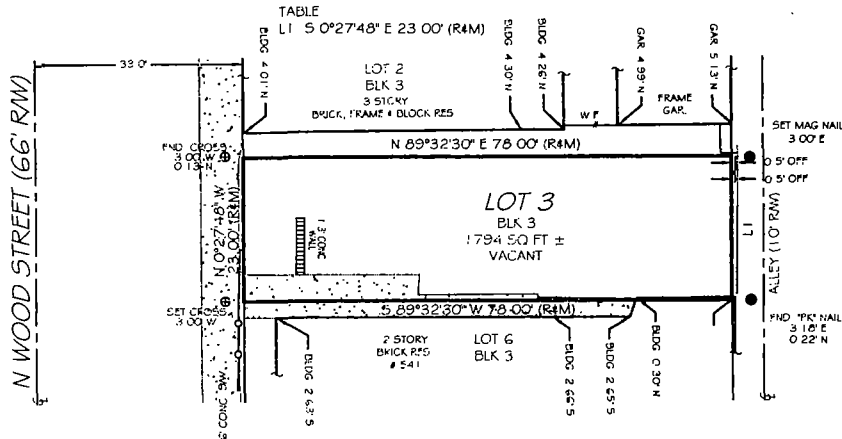 TABLE
L1 S 0°27'48" E 23 00' (R&M)
33 0'
BLDG 4 01' N
LOT 2
BLK 3
3 STORY
BRICK, FRAME & BLOCK RES
BLDG 4 30' N
BLDG 4 26' N
W F
GAR 4 99' N
FRAME
GAR.
GAR 5 13' N
SET MAG NAIL
3 00' E
N 89°32'30" E 78 00' (R&M)
FND CROSS
3 00 W
0 13' N
0 5' OFF
0 5' OFF
N WOOD STREET (66' R/W)
N 0°27'48" W
23 00' (R&M)
LOT 3
BLK 3
1794 SQ FT ±
VACANT
CONC
WALL
L1
ALLEY (10' R/W)
SET CROSS
3 00 W
S 89°32'30" W 78 00' (R&M)
FND "PK" NAIL
3 18' E
0 22' N
2 STORY
BRICK RES
# 541
LOT 6
BLK 3
BLDG 2 63' S
BLDG 2 66' S
BLDG 2 65' S
BLDG 0 30' N
CONC S/W